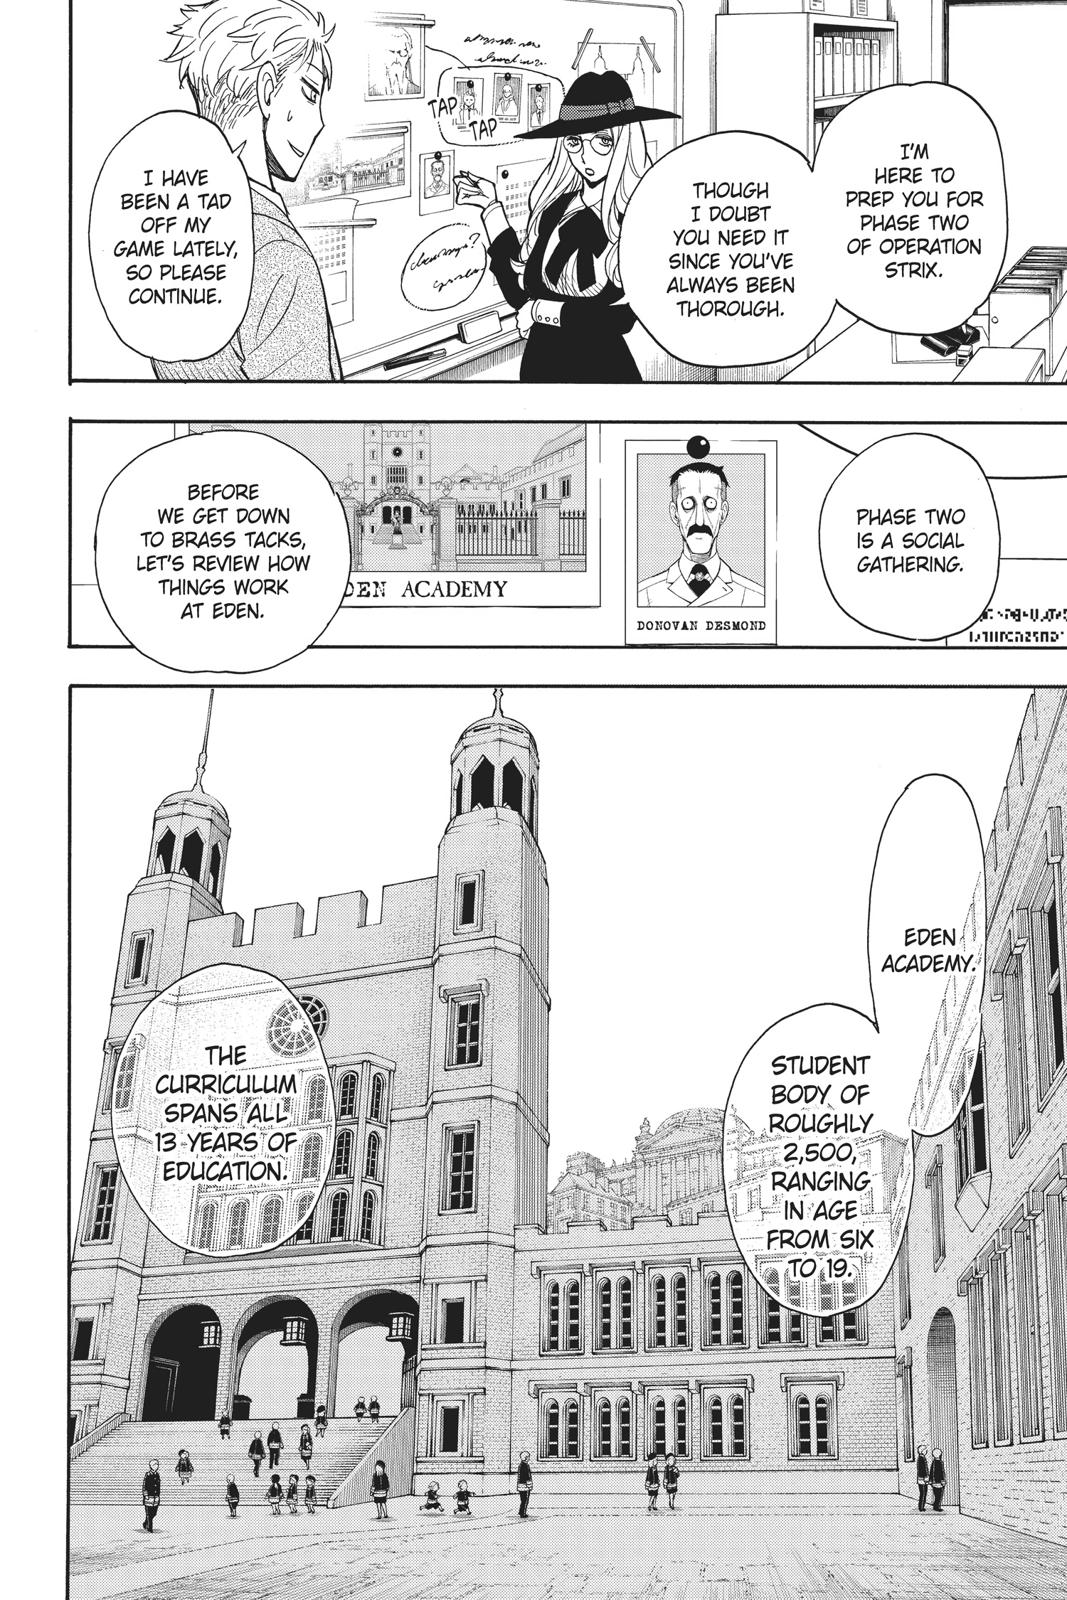 I'M
HERE TO
PREP YOU FOR
PHASE TWO
OF OPERATION
STRIX.
THOUGH
I DOUBT
YOU NEED IT
SINCE YOU'VE
ALWAYS BEEN
THOROUGH.
TAP
TAP
I HAVE
BEEN A TAD
OFF MY
GAME LATELY,
SO PLEASE
CONTINUE.
PHASE TWO
IS A SOCIAL
GATHERING.
DONOVAN DESMOND
BEFORE
WE GET DOWN
TO BRASS TACKS,
LET'S REVIEW HOW
THINGS WORK
AT EDEN.
DEN ACADEMY
EDEN
ACADEMY.
STUDENT
BODY OF
ROUGHLY
2,500,
RANGING
IN AGE
FROM SIX
TO 19.
THE
CURRICULUM
SPANS ALL
13 YEARS OF
EDUCATION.